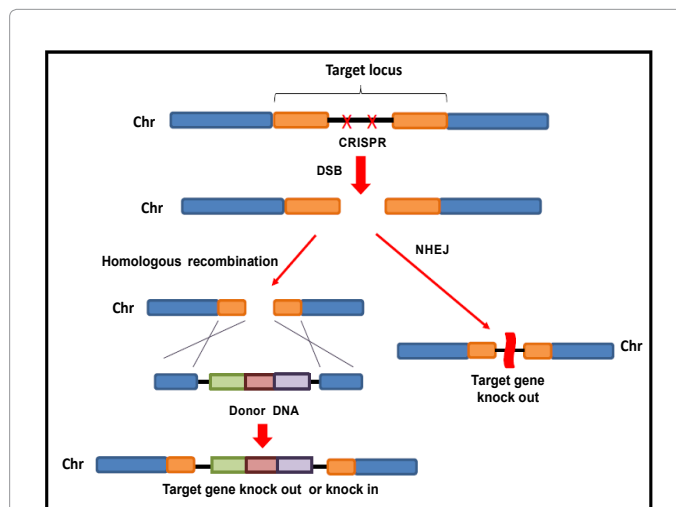 Target locus
Chr
CRISPR
DSB
Chr
NHEJ
Homologous recombination
Chr
Chr
Target gene
knock out
Donor DNA
Chr
Target gene knock out or knock in